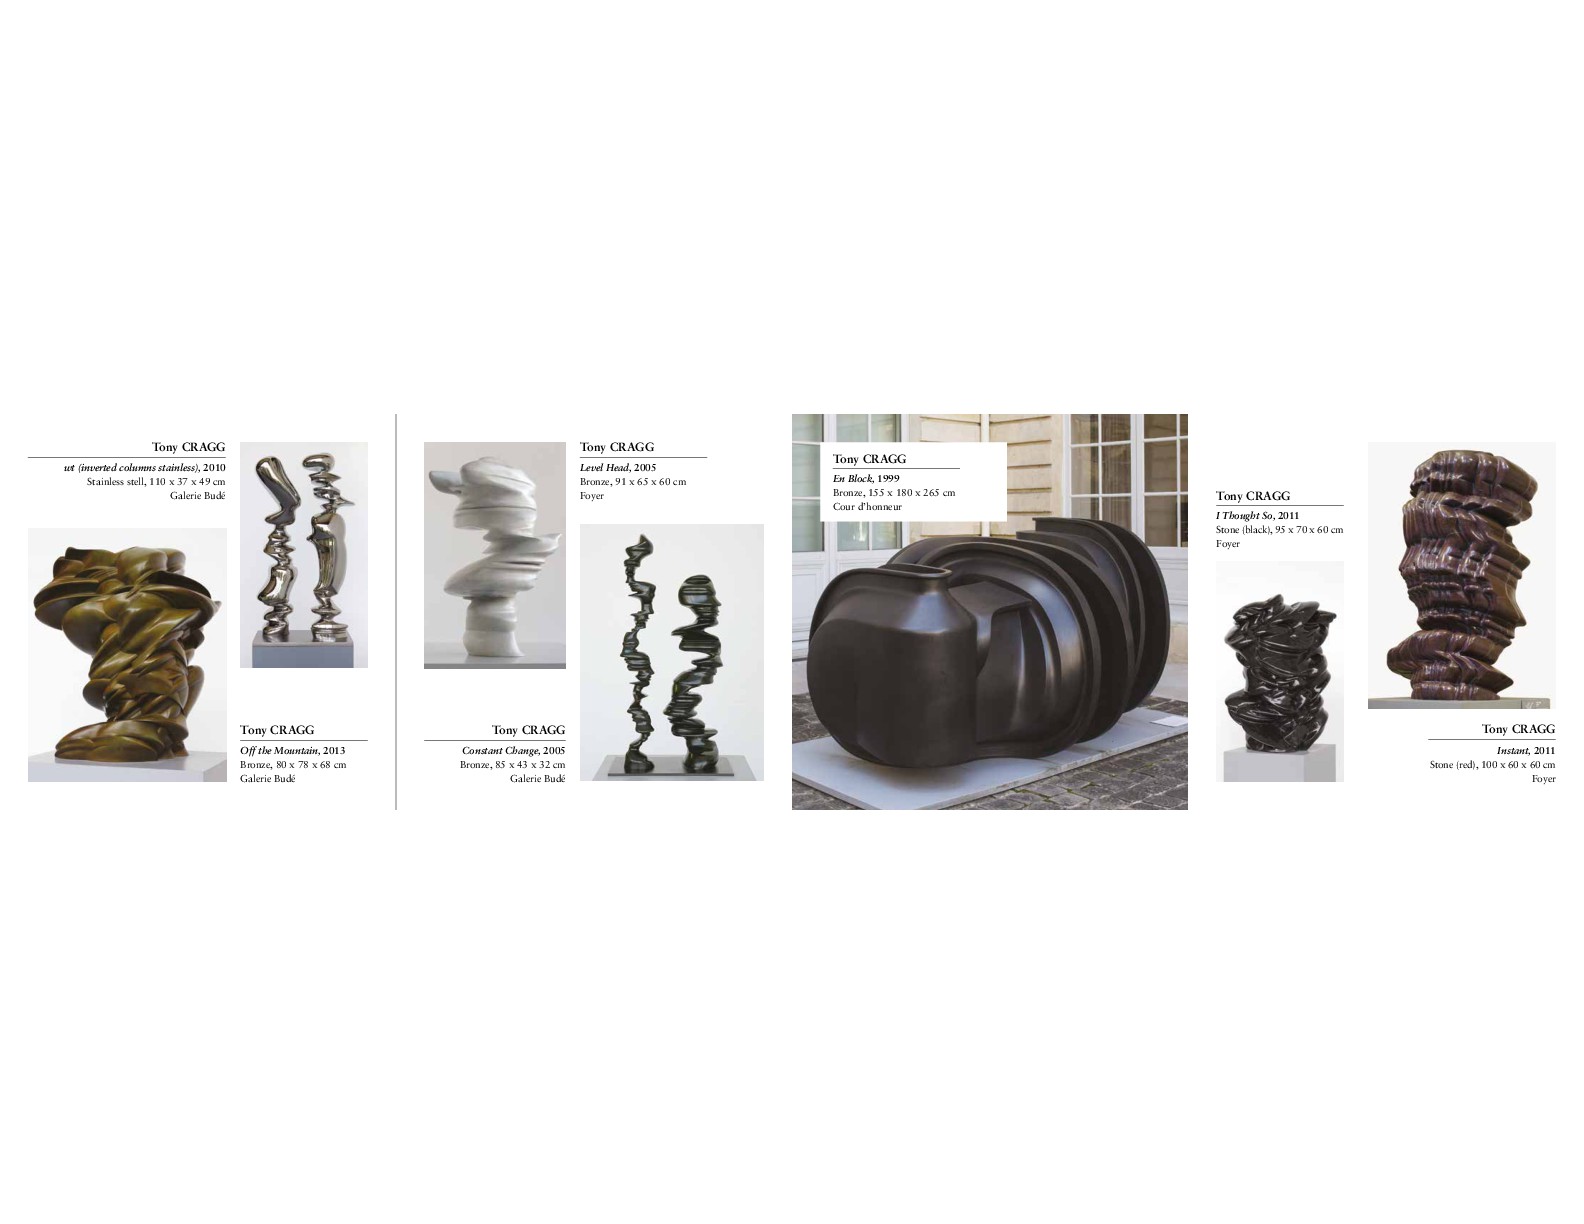 Tony CRAGG
wt (inverted columns stainless), 2010
Stainless stell, 110 x 37 x 49 cm
Galerie Budé
Tony CRAGG
Off the Mountain, 2013
Bronze, 80 x 78 x 68 cm
Galerie Budé
Tony CRAGG
Constant Change, 2005
Bronze, 85 x 43 x 32 cm
Galerie Budé
Tony CRAGG
Level Head, 2005
Bronze, 91 x 65 x 60 cm
Foyer
Tony CRAGG
En Block, 1999
Bronze, 155 x 180 x 265 cm
Cour d'honneur
Tony CRAGG
I Thought So, 2011
Stone (black), 95 x 70 x 60 cm
Foyer
Tony CRAGG
Instant, 2011
Stone (red), 100 x 60 x 60 cm
Foyer